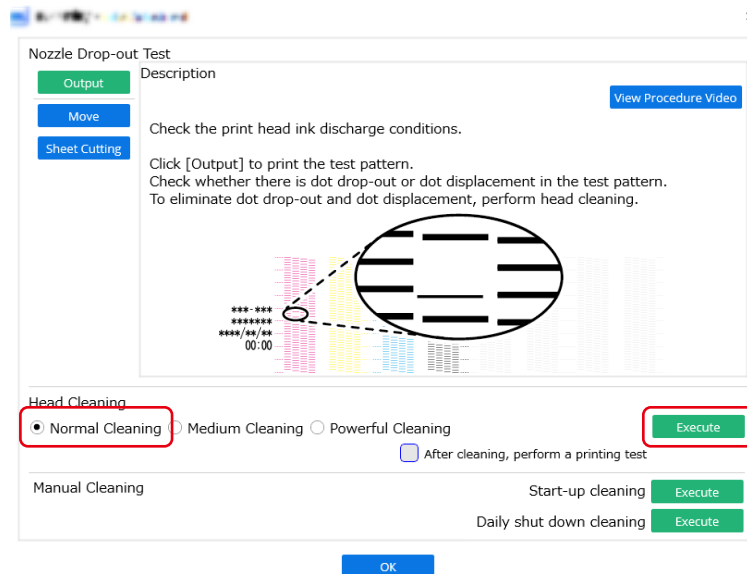 Nozzle Drop-out Test
Output
Move
Sheet Cutting
Description
View Procedure Video
Check the print head ink discharge conditions.
Click [Output] to print the test pattern.
Check whether there is dot drop-out or dot displacement in the test pattern.
To eliminate dot drop-out and dot displacement, perform head cleaning.
***-***
*******
****/**/**
00:00
Head Cleaning
Normal Cleaning Medium Cleaning Powerful Cleaning Execute
After cleaning, perform a printing test
Manual Cleaning
Start-up cleaning Execute
Daily shut down cleaning Execute
OK